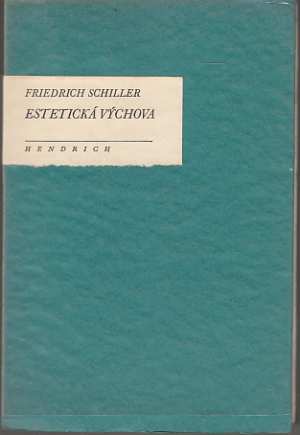 FRIEDRICH SCHILLER
ESTETICKÁ VÝCHOVA
HENDRICH